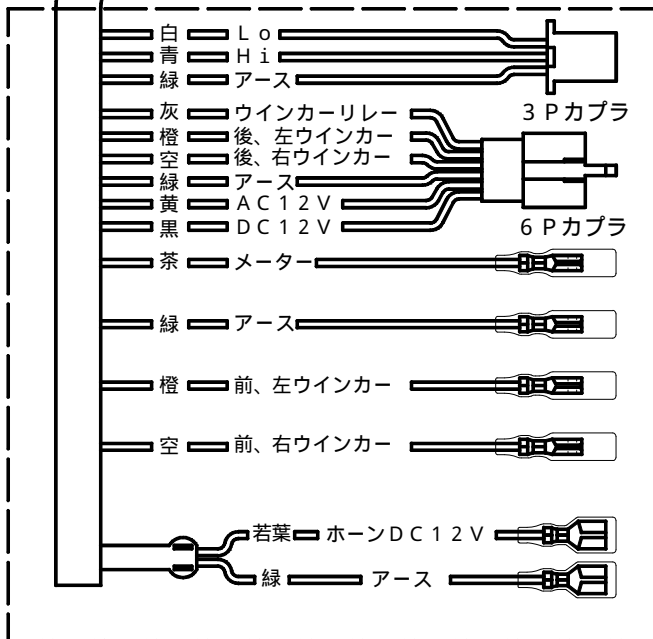 白 Lo
青 Hi
緑 アース
3Pカプラ
灰 ウインカーリレー
橙 後、左ウインカー
空 後、右ウインカー
緑 アース
黄 AC12V
黒 DC12V
6Pカプラ
茶 メーター
緑 アース
橙 前、左ウインカー
空 前、右ウインカー
若葉 ホーンDC12V
緑 アース